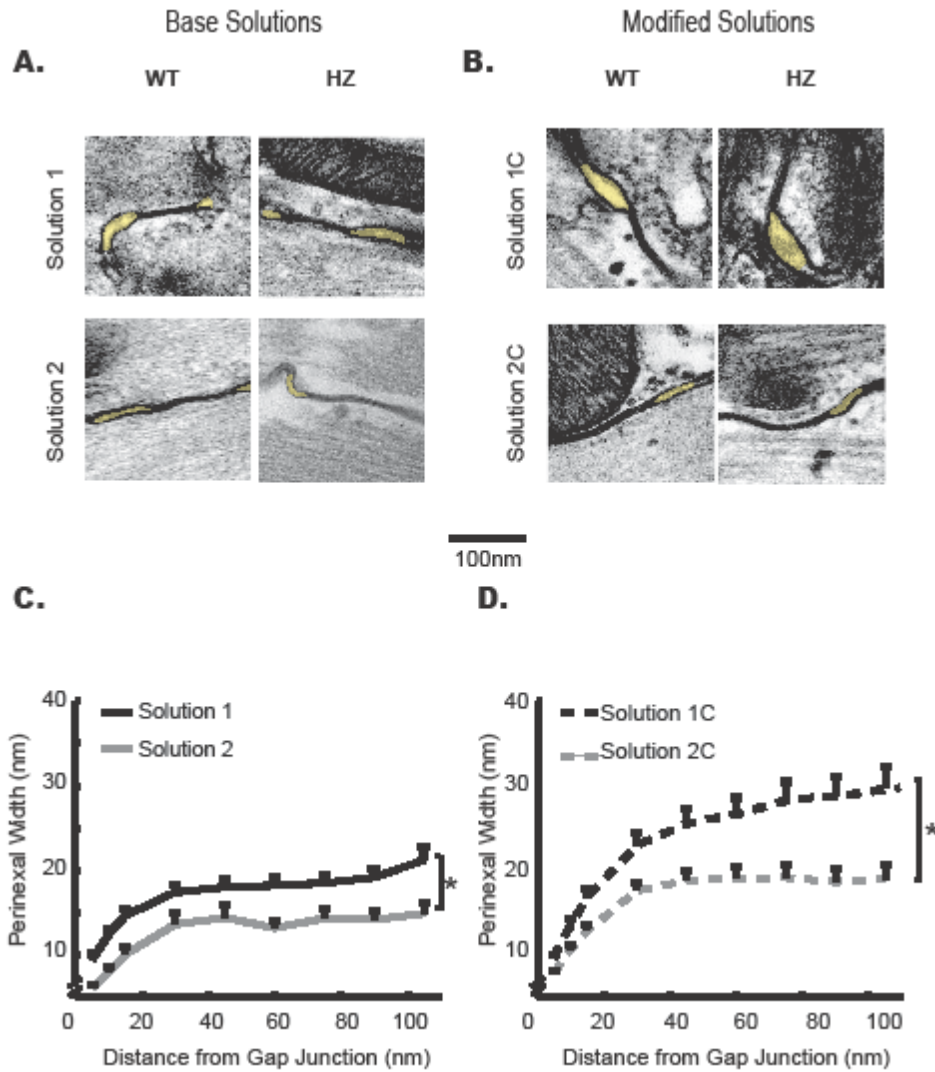 Base Solutions
Modified Solutions
A.
WT
HZ
B.
WT
HZ
Solution 1
Solution 1C
Solution 2
Solution 2C
100nm
C.
D.
40
30
20
10
Perinexal Width (nm)
Solution 1
Solution 2
*
0 20 40 60 80 100
Distance from Gap Junction (nm)
40
30
20
10
Perinexal Width (nm)
Solution 1C
Solution 2C
*
0 20 40 60 80 100
Distance from Gap Junction (nm)